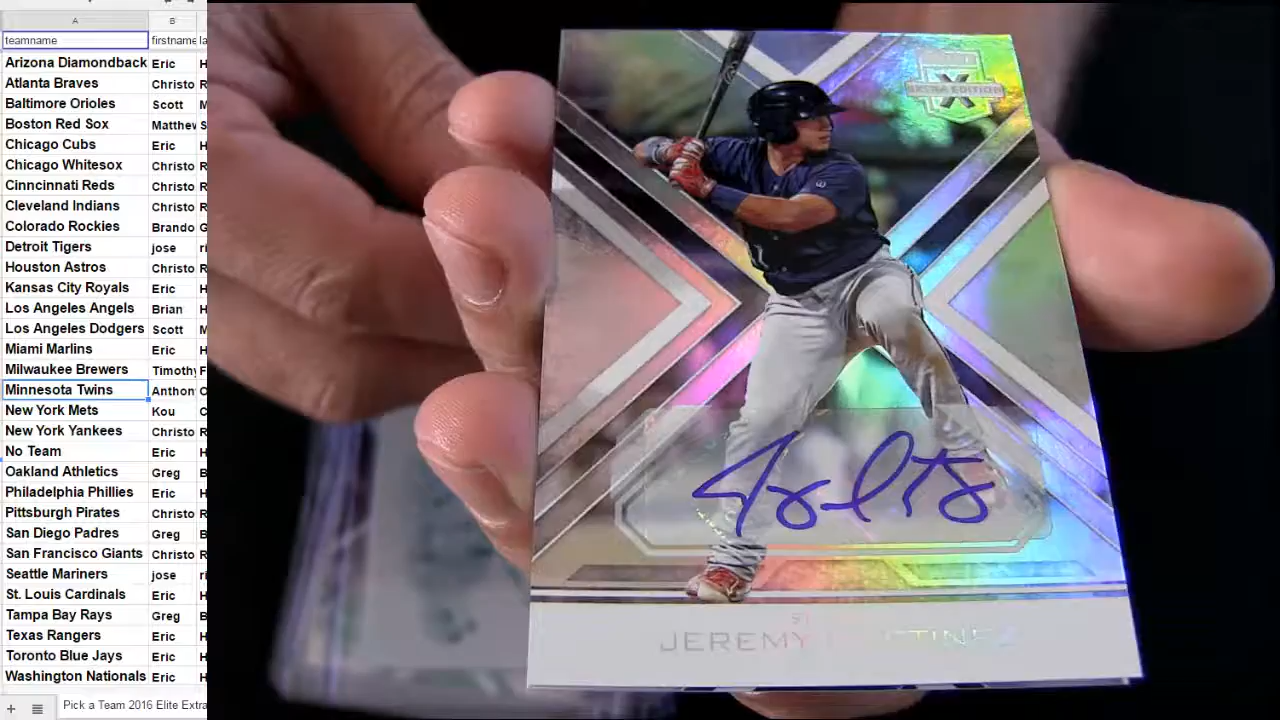 A B
teamname firstname la
Arizona Diamondback Eric H
Atlanta Braves Christo R
Baltimore Orioles Scott M
Boston Red Sox Matthew S
Chicago Cubs Eric H
Chicago Whitesox Christo R
Cinncinnati Reds Christo R
Cleveland Indians Christo R
Colorado Rockies Brando G
Detroit Tigers jose ri
Houston Astros Christo R
Kansas City Royals Eric H
Los Angeles Angels Brian H
Los Angeles Dodgers Scott M
Miami Marlins Eric H
Milwaukee Brewers Timothy F
Minnesota Twins Anthon C
New York Mets Kou C
New York Yankees Christo R
No Team Eric H
Oakland Athletics Greg B
Philadelphia Phillies Eric H
Pittsburgh Pirates Christo R
San Diego Padres Greg B
San Francisco Giants Christo R
Seattle Mariners jose ri
St. Louis Cardinals Eric H
Tampa Bay Rays Greg B
Texas Rangers Eric H
Toronto Blue Jays Eric H
Washington Nationals Eric H
Pick a Team 2016 Elite Extra
EXTRA EDITION
X
JEREMY MARTINEZ